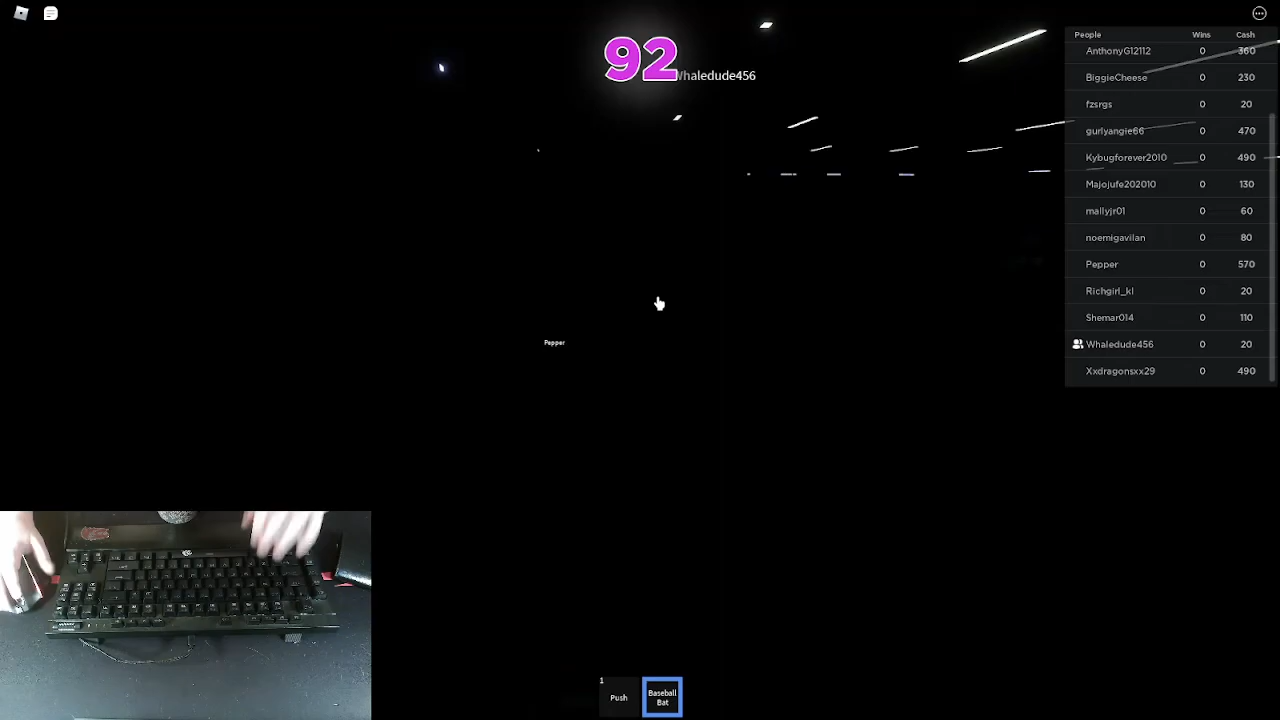 92
Whaledude456
People Wins Cash
AnthonyG12112 0 360
BiggieCheese 0 230
fzsrgs 0 20
gurlyangie66 0 470
Kybugforever2010 0 490
Majojufe202010 0 130
mallyjr01 0 60
noemigavilan 0 80
Pepper 0 570
Richgirl_kl 0 20
Shemar014 0 110
Whaledude456 0 20
Xxdragonsxx29 0 490
Pepper
1
Push
Baseball
Bat